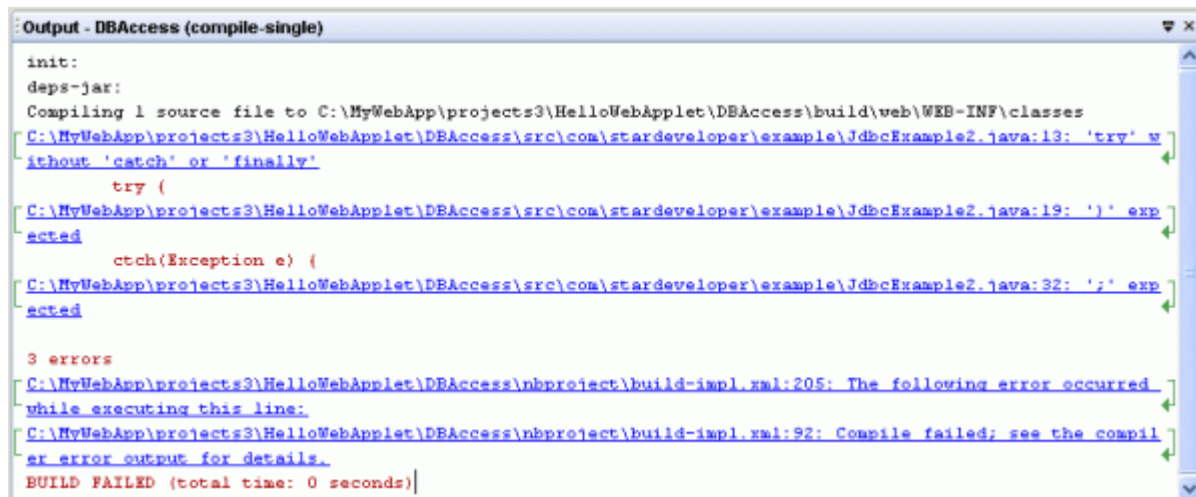 Output - DBAccess (compile-single)
init:
deps-jar:
Compiling 1 source file to C:\MyWebApp\projects3\HelloWebApplet\DBAccess\build\web\WEB-INF\classes
C:\MyWebApp\projects3\HelloWebApplet\DBAccess\src\com\stardeveloper\example\JdbcExample2.java:13: 'try' w
ithout 'catch' or 'finally'
try {
C:\MyWebApp\projects3\HelloWebApplet\DBAccess\src\com\stardeveloper\example\JdbcExample2.java:19: ')' exp
ected
ctch(Exception e) {
C:\MyWebApp\projects3\HelloWebApplet\DBAccess\src\com\stardeveloper\example\JdbcExample2.java:32: ';' exp
ected
3 errors
C:\MyWebApp\projects3\HelloWebApplet\DBAccess\nbproject\build-impl.xml:205: The following error occurred
while executing this line:
C:\MyWebApp\projects3\HelloWebApplet\DBAccess\nbproject\build-impl.xml:92: Compile failed; see the compil
er error output for details.
BUILD FAILED (total time: 0 seconds)